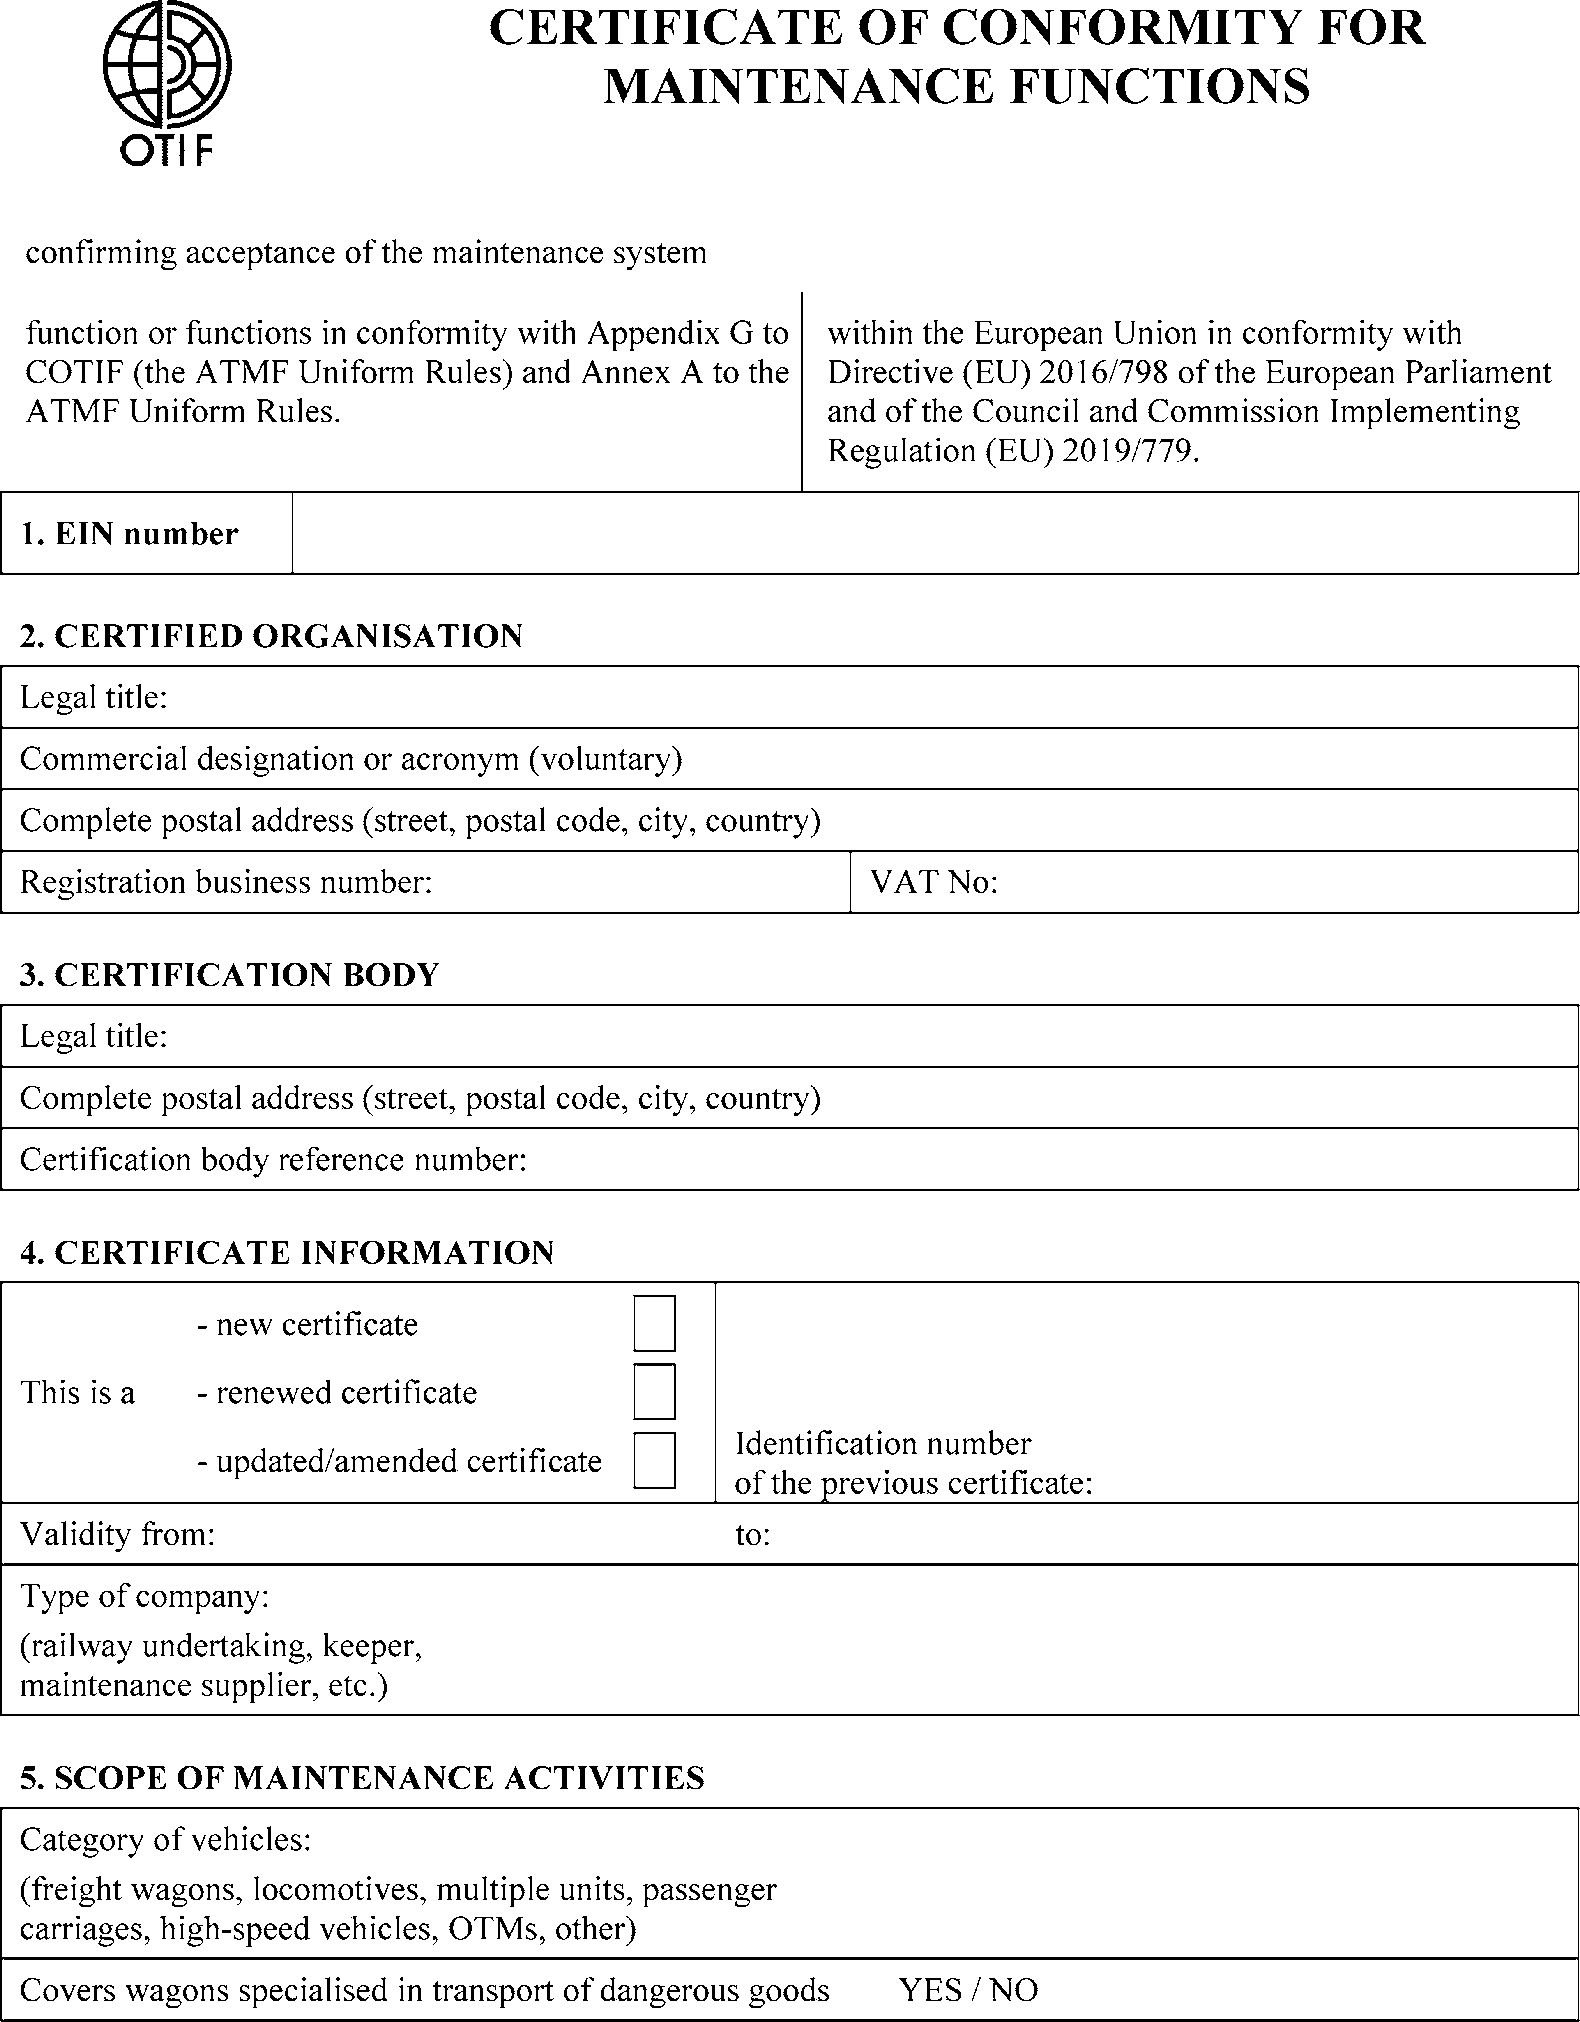 CERTIFICATE OF CONFORMITY FOR
MAINTENANCE FUNCTIONS
OTIF
confirming acceptance of the maintenance system
function or functions in conformity with Appendix G to
COTIF (the ATMF Uniform Rules) and Annex A to the
ATMF Uniform Rules.
within the European Union in conformity with
Directive (EU) 2016/798 of the European Parliament
and of the Council and Commission Implementing
Regulation (EU) 2019/779.
1. EIN number
2. CERTIFIED ORGANISATION
Legal title:
Commercial designation or acronym (voluntary)
Complete postal address (street, postal code, city, country)
Registration business number:
VAT No:
3. CERTIFICATION BODY
Legal title:
Complete postal address (street, postal code, city, country)
Certification body reference number:
4. CERTIFICATE INFORMATION
- new certificate
This is a - renewed certificate
- updated/amended certificate
Identification number
of the previous certificate:
Validity from: to:
Type of company:
(railway undertaking, keeper,
maintenance supplier, etc.)
5. SCOPE OF MAINTENANCE ACTIVITIES
Category of vehicles:
(freight wagons, locomotives, multiple units, passenger
carriages, high-speed vehicles, OTMs, other)
Covers wagons specialised in transport of dangerous goods YES / NO